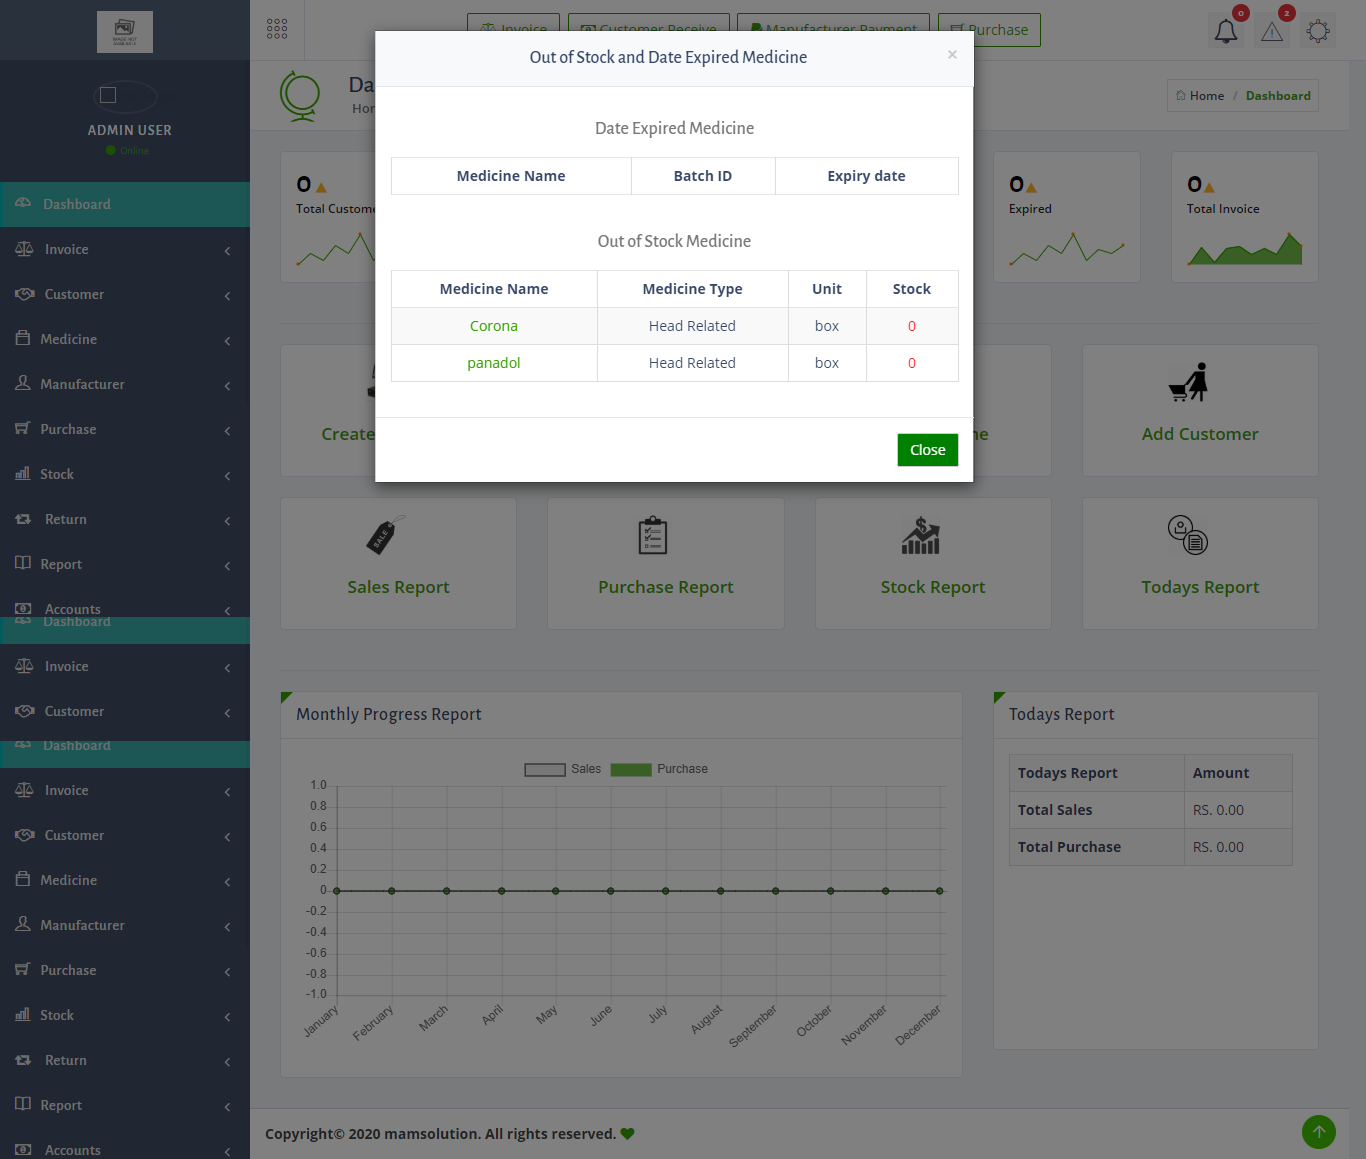 IMAGE NOT AVAILABLE
Invoice
Customer Receive
Manufacturer Payment
Purchase
0
2
Out of Stock and Date Expired Medicine
×
Home / Dashboard
ADMIN USER
Online
Date Expired Medicine
Medicine Name Batch ID Expiry date
Out of Stock Medicine
Medicine Name Medicine Type Unit Stock
Corona Head Related box 0
panadol Head Related box 0
Close
0
Total
0
Expired
0
Total Invoice
Create
Add Customer
SALE
Sales Report
Purchase Report
Stock Report
Todays Report
Dashboard
Invoice
Customer
Medicine
Manufacturer
Purchase
Stock
Return
Report
Accounts
Dashboard
Invoice
Customer
Dashboard
Invoice
Customer
Medicine
Manufacturer
Purchase
Stock
Return
Report
Accounts
Monthly Progress Report
Sales Purchase
1.0
0.8
0.6
0.4
0.2
0
-0.2
-0.4
-0.6
-0.8
-1.0
January February March April May June July August September October November December
Todays Report
Todays Report Amount
Total Sales RS. 0.00
Total Purchase RS. 0.00
Copyright© 2020 mamsolution. All rights reserved.